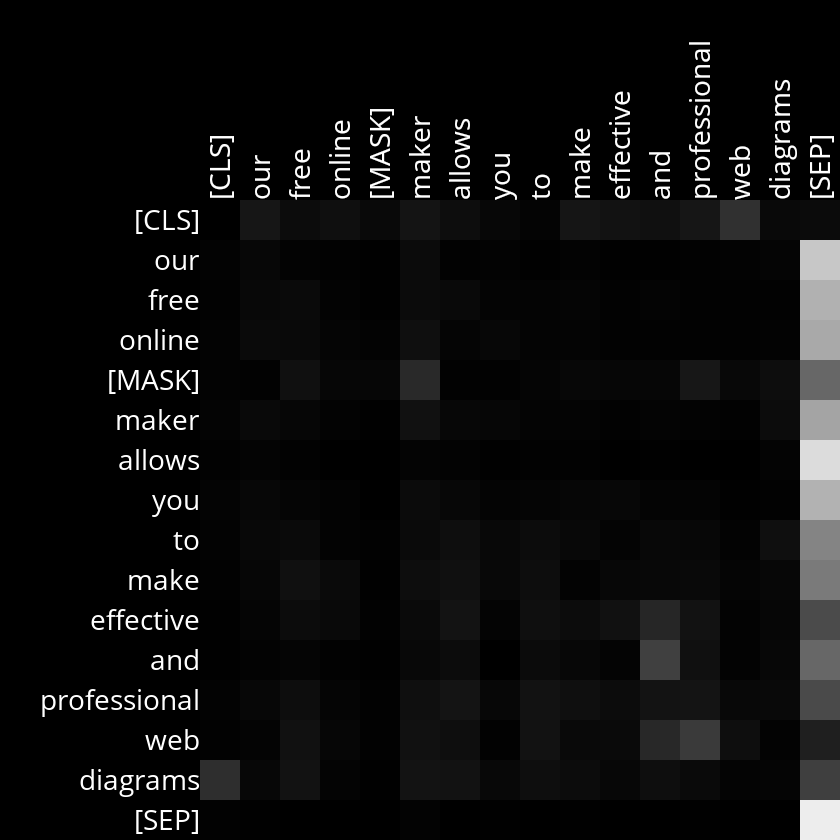 [CLS] our free online [MASK] maker allows you to make effective and professional web diagrams [SEP]
[CLS]
our
free
online
[MASK]
maker
allows
you
to
make
effective
and
professional
web
diagrams
[SEP]